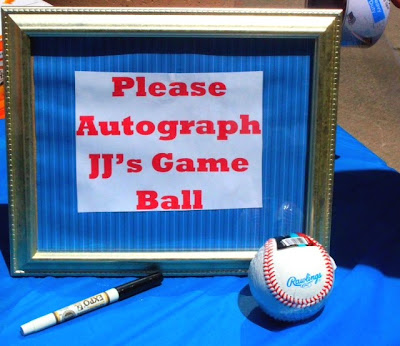 Please
Autograph
JJ's Game
Ball
Rawlings
EXPO